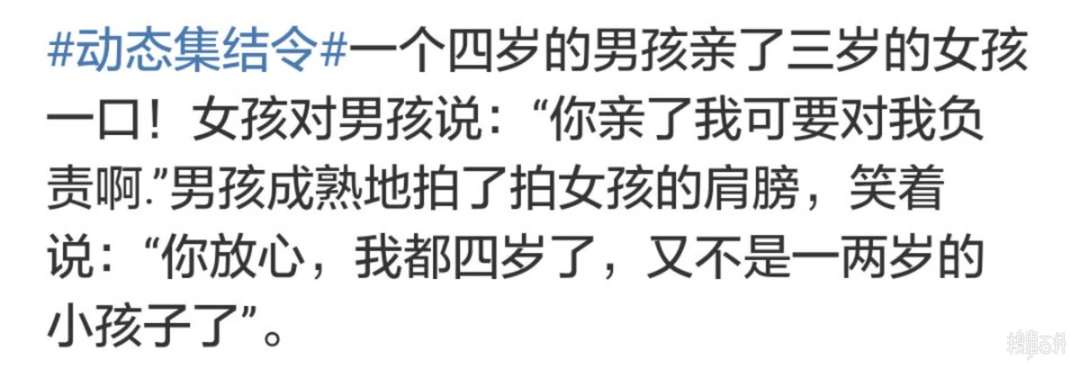 #动态集结令#一个四岁的男孩亲了三岁的女孩
一口！女孩对男孩说：“你亲了我可要对我负
责啊.”男孩成熟地拍了拍女孩的肩膀，笑着
说：“你放心，我都四岁了，又不是一两岁的
小孩子了”。